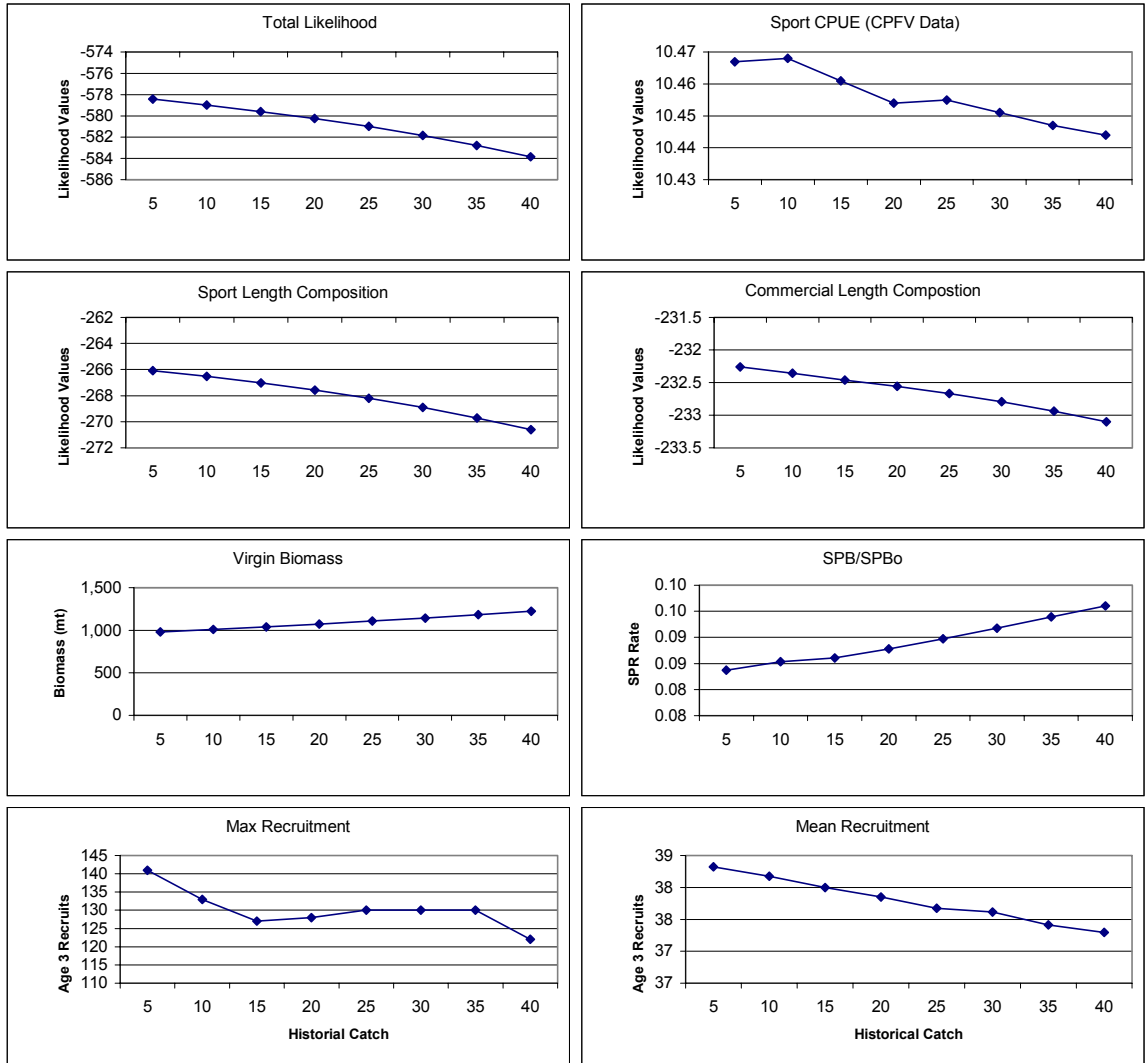 Total Likelihood
Likelihood Values
-574
-576
-578
-580
-582
-584
-586
5 10 15 20 25 30 35 40
Sport CPUE (CPFV Data)
Likelihood Values
10.47
10.46
10.45
10.44
10.43
5 10 15 20 25 30 35 40
Sport Length Composition
Likelihood Values
-262
-264
-266
-268
-270
-272
5 10 15 20 25 30 35 40
Commercial Length Compostion
Likelihood Values
-231.5
-232
-232.5
-233
-233.5
5 10 15 20 25 30 35 40
Virgin Biomass
Biomass (mt)
1,500
1,000
500
0
5 10 15 20 25 30 35 40
SPB/SPBo
SPR Rate
0.10
0.10
0.09
0.09
0.08
0.08
5 10 15 20 25 30 35 40
Max Recruitment
Age 3 Recruits
145
140
135
130
125
120
115
110
5 10 15 20 25 30 35 40
Historial Catch
Mean Recruitment
Age 3 Recruits
39
38
38
37
37
5 10 15 20 25 30 35 40
Historical Catch